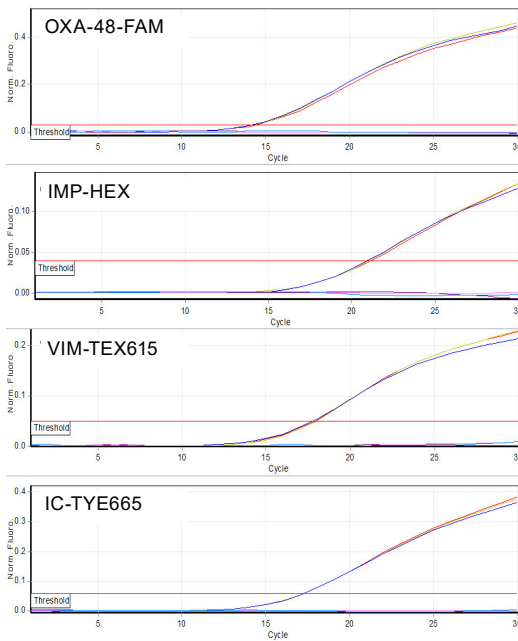 OXA-48-FAM
Norm. Fluoro.
0.4
0.2
0.0
Threshold
5
10
15
20
25
30
Cycle
IMP-HEX
Norm. Fluoro.
0.10
0.05
0.00
Threshold
5
10
15
20
25
30
Cycle
VIM-TEX615
Norm. Fluoro.
0.2
0.1
0.0
Threshold
5
10
15
20
25
30
Cycle
IC-TYE665
Norm. Fluoro.
0.4
0.3
0.2
0.1
0.0
Threshold
5
10
15
20
25
30
Cycle